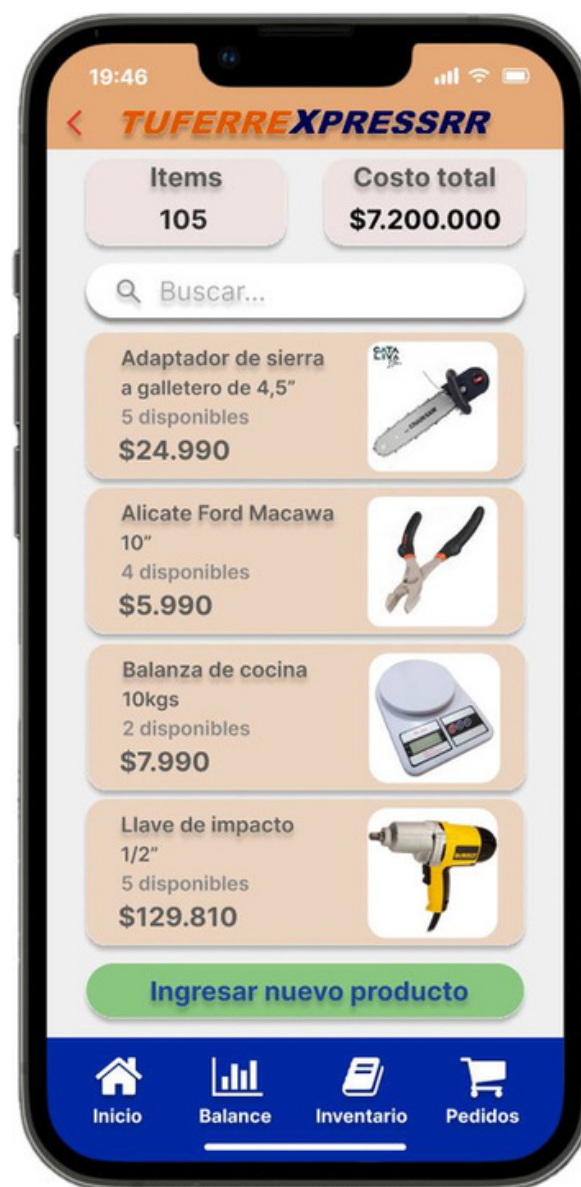 19:46
TUFERREXPRESSRR
Items
105
Costo total
$7.200.000
Buscar...
Adaptador de sierra
a galletero de 4,5”
5 disponibles
$24.990
CHAINSAW
Alicate Ford Macawa
10”
4 disponibles
$5.990
Balanza de cocina
10kgs
2 disponibles
$7.990
Llave de impacto
1/2”
5 disponibles
$129.810
DEWALT
Ingresar nuevo producto
Inicio
Balance
Inventario
Pedidos